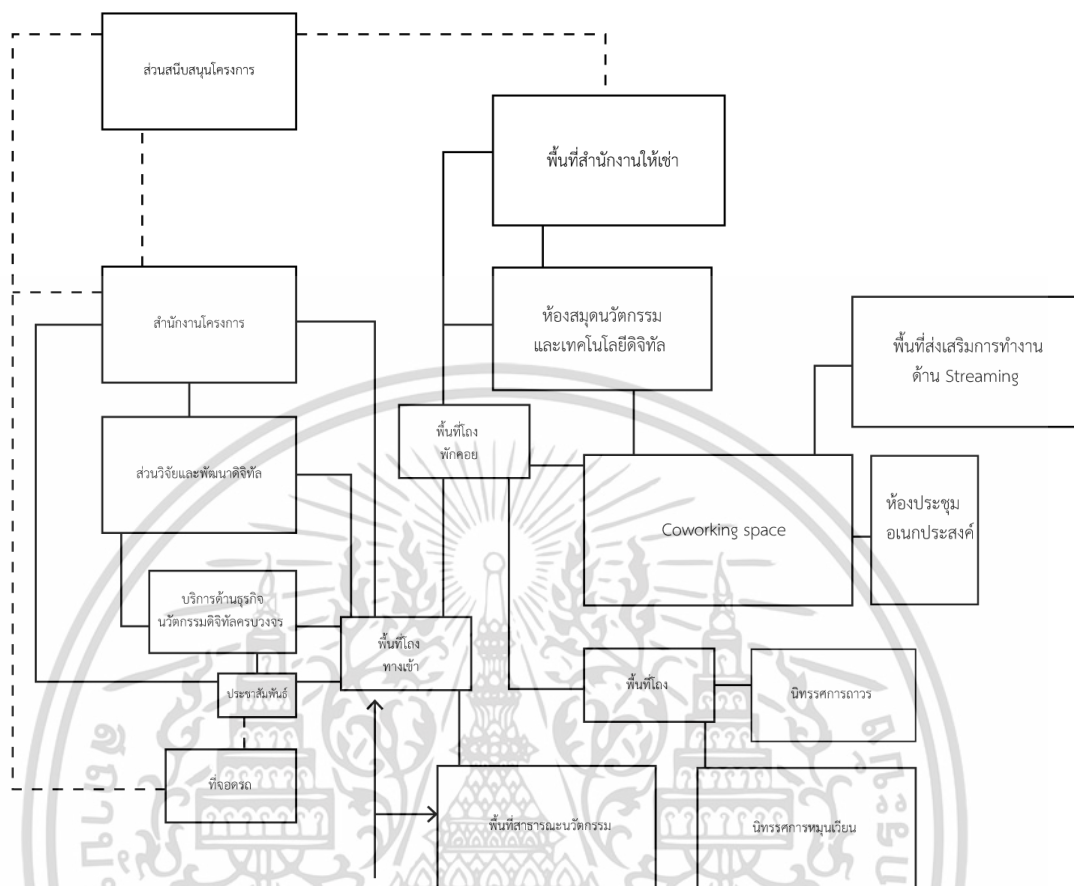 ส่วนสนับสนุนโครงการ
พื้นที่สำนักงานให้เช่า
สำนักงานโครงการ
ห้องสมุดนวัตกรรม
และเทคโนโลยีดิจิทัล
พื้นที่ส่งเสริมการทำงาน
ด้าน Streaming
พื้นที่โถง
พักคอย
ส่วนวิจัยและพัฒนาดิจิทัล
Coworking space
ห้องประชุม
อเนกประสงค์
บริการด้านธุรกิจ
นวัตกรรมดิจิทัลครบวงจร
พื้นที่โถง
ทางเข้า
พื้นที่โถง
นิทรรศการถาวร
ประชาสัมพันธ์
ที่จอดรถ
พื้นที่สาธารณะนวัตกรรม
นิทรรศการหมุนเวียน